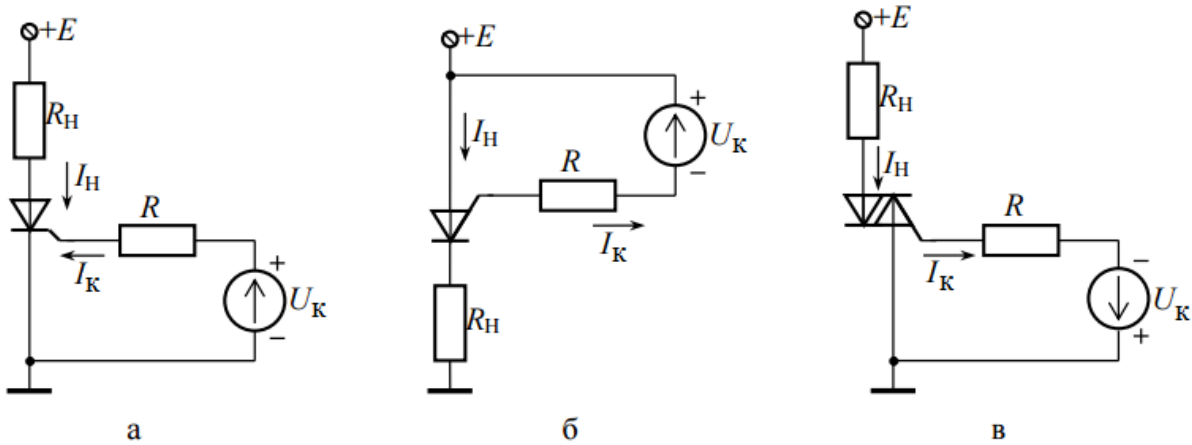 +E
R_Н
I_Н
R
I_К
+
U_К
−
а
+E
I_Н
R
I_К
+
U_К
−
R_Н
б
+E
R_Н
I_Н
R
I_К
−
U_К
+
в